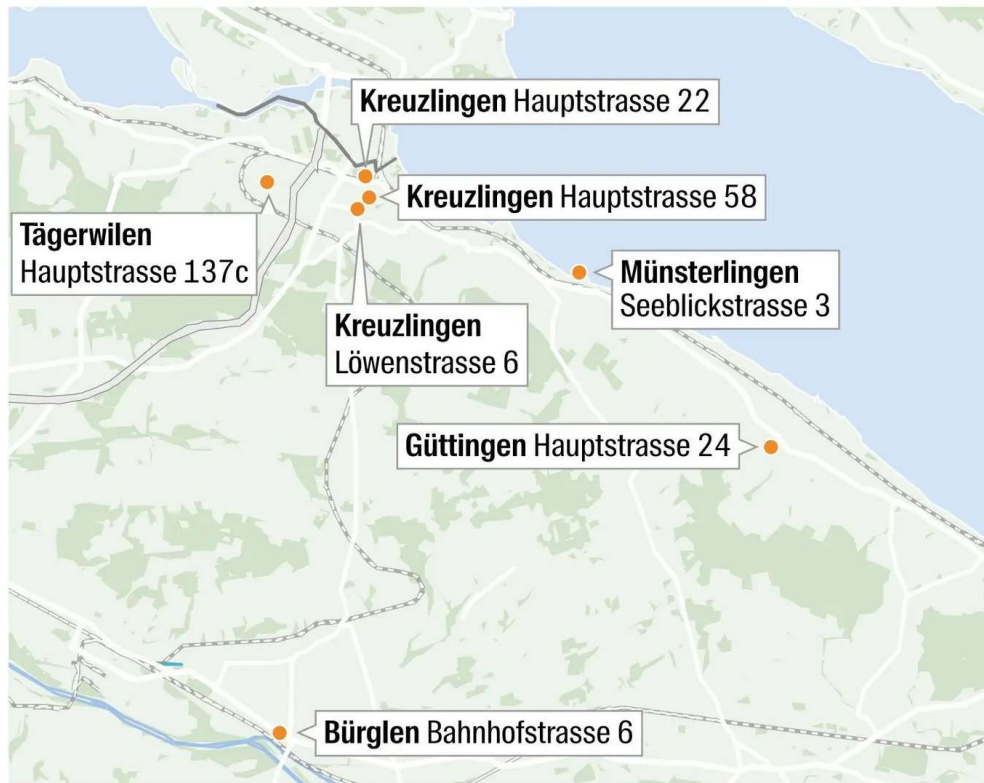 Kreuzlingen Hauptstrasse 22
Kreuzlingen Hauptstrasse 58
Tägerwilen
Hauptstrasse 137c
Münsterlingen
Seeblickstrasse 3
Kreuzlingen
Löwenstrasse 6
Güttingen Hauptstrasse 24
Bürglen Bahnhofstrasse 6